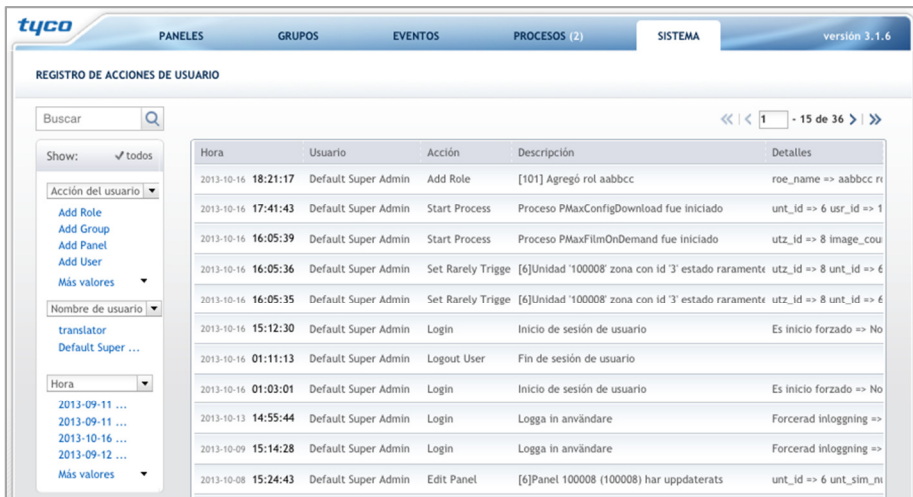 tyco
PANELES GRUPOS EVENTOS PROCESOS (2) SISTEMA versión 3.1.6
REGISTRO DE ACCIONES DE USUARIO
Buscar
1 - 15 de 36
Show: todos
Acción del usuario
Add Role
Add Group
Add Panel
Add User
Más valores
Nombre de usuario
translator
Default Super ...
Hora
2013-09-11 ...
2013-09-11 ...
2013-10-16 ...
2013-09-12 ...
Más valores
Hora Usuario Acción Descripción Detalles
2013-10-16 18:21:17 Default Super Admin Add Role [101] Agregó rol aabbcc roe_name => aabbcc ro
2013-10-16 17:41:43 Default Super Admin Start Process Proceso PMaxConfigDownload fue iniciado unt_id => 6 usr_id => 1
2013-10-16 16:05:39 Default Super Admin Start Process Proceso PMaxFilmOnDemand fue iniciado utz_id => 8 image_cou
2013-10-16 16:05:36 Default Super Admin Set Rarely Trigge [6]Unidad '100008' zona con id '3' estado raramente utz_id => 8 unt_id => 6
2013-10-16 16:05:35 Default Super Admin Set Rarely Trigge [6]Unidad '100008' zona con id '3' estado raramente utz_id => 8 unt_id => 6
2013-10-16 15:12:30 Default Super Admin Login Inicio de sesión de usuario Es inicio forzado => No
2013-10-16 01:11:13 Default Super Admin Logout User Fin de sesión de usuario
2013-10-16 01:03:01 Default Super Admin Login Inicio de sesión de usuario Es inicio forzado => No
2013-10-13 14:55:44 Default Super Admin Login Logga in användare Forcerad inloggning =>
2013-10-09 15:14:28 Default Super Admin Login Logga in användare Forcerad inloggning =>
2013-10-08 15:24:43 Default Super Admin Edit Panel [6]Panel 100008 (100008) har uppdaterats unt_id => 6 unt_sim_nu